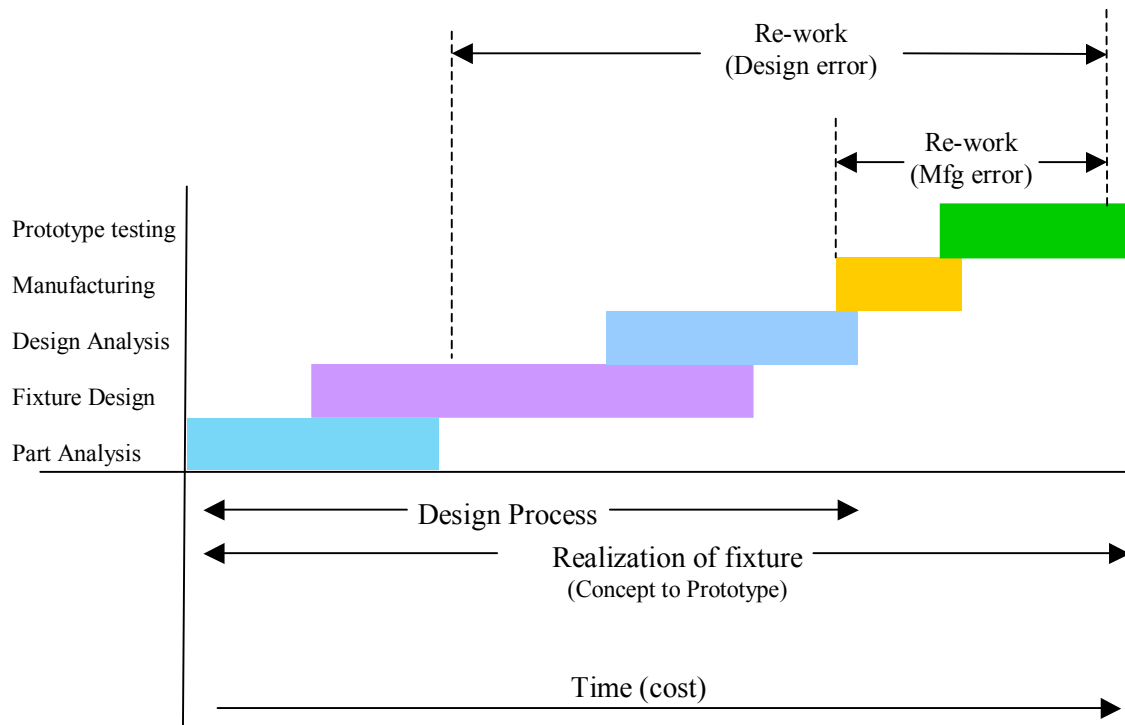 Re-work
(Design error)
Re-work
(Mfg error)
Prototype testing
Manufacturing
Design Analysis
Fixture Design
Part Analysis
Design Process
Realization of fixture
(Concept to Prototype)
Time (cost)